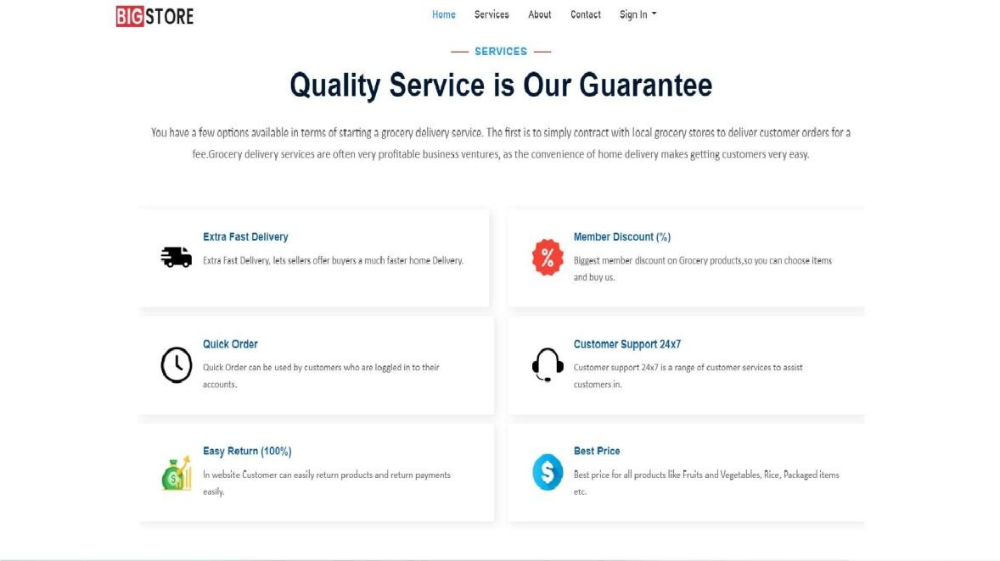 BIGSTORE
Home Services About Contact Sign In
SERVICES
Quality Service is Our Guarantee
You have a few options available in terms of starting a grocery delivery service. The first is to simply contract with local grocery stores to deliver customer orders for a
fee.Grocery delivery services are often very profitable business ventures, as the convenience of home delivery makes getting customers very easy.
Extra Fast Delivery
Extra Fast Delivery, lets sellers offer buyers a much faster home Delivery.
%
Member Discount (%)
Biggest member discount on Grocery products,so you can choose items
and buy us.
Quick Order
Quick Order can be used by customers who are loggled in to their
accounts.
Customer Support 24x7
Customer support 24x7 is a range of customer services to assist
customers in.
$
Easy Return (100%)
In website Customer can easily return products and return payments
easily.
$
Best Price
Best price for all products like Fruits and Vegetables, Rice, Packaged items
etc.